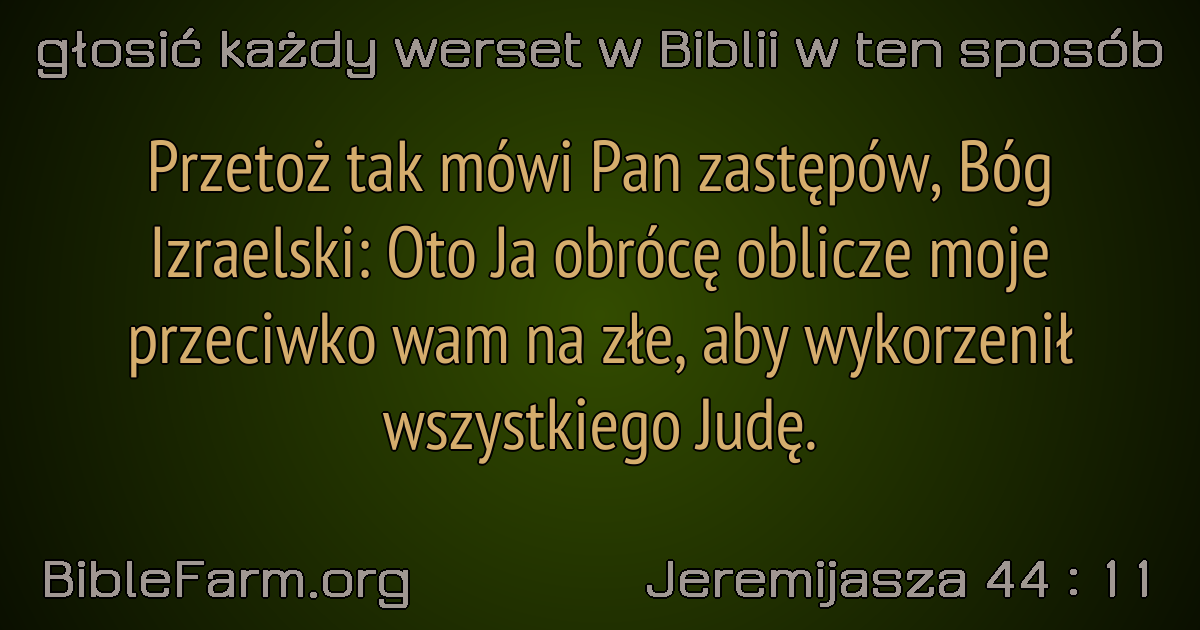 głosić każdy werset w Biblii w ten sposób
Przetoż tak mówi Pan zastępów, Bóg
Izraelski: Oto Ja obrócę oblicze moje
przeciwko wam na złe, aby wykorzenił
wszystkiego Judę.
BibleFarm.org
Jeremijasza 44 : 11